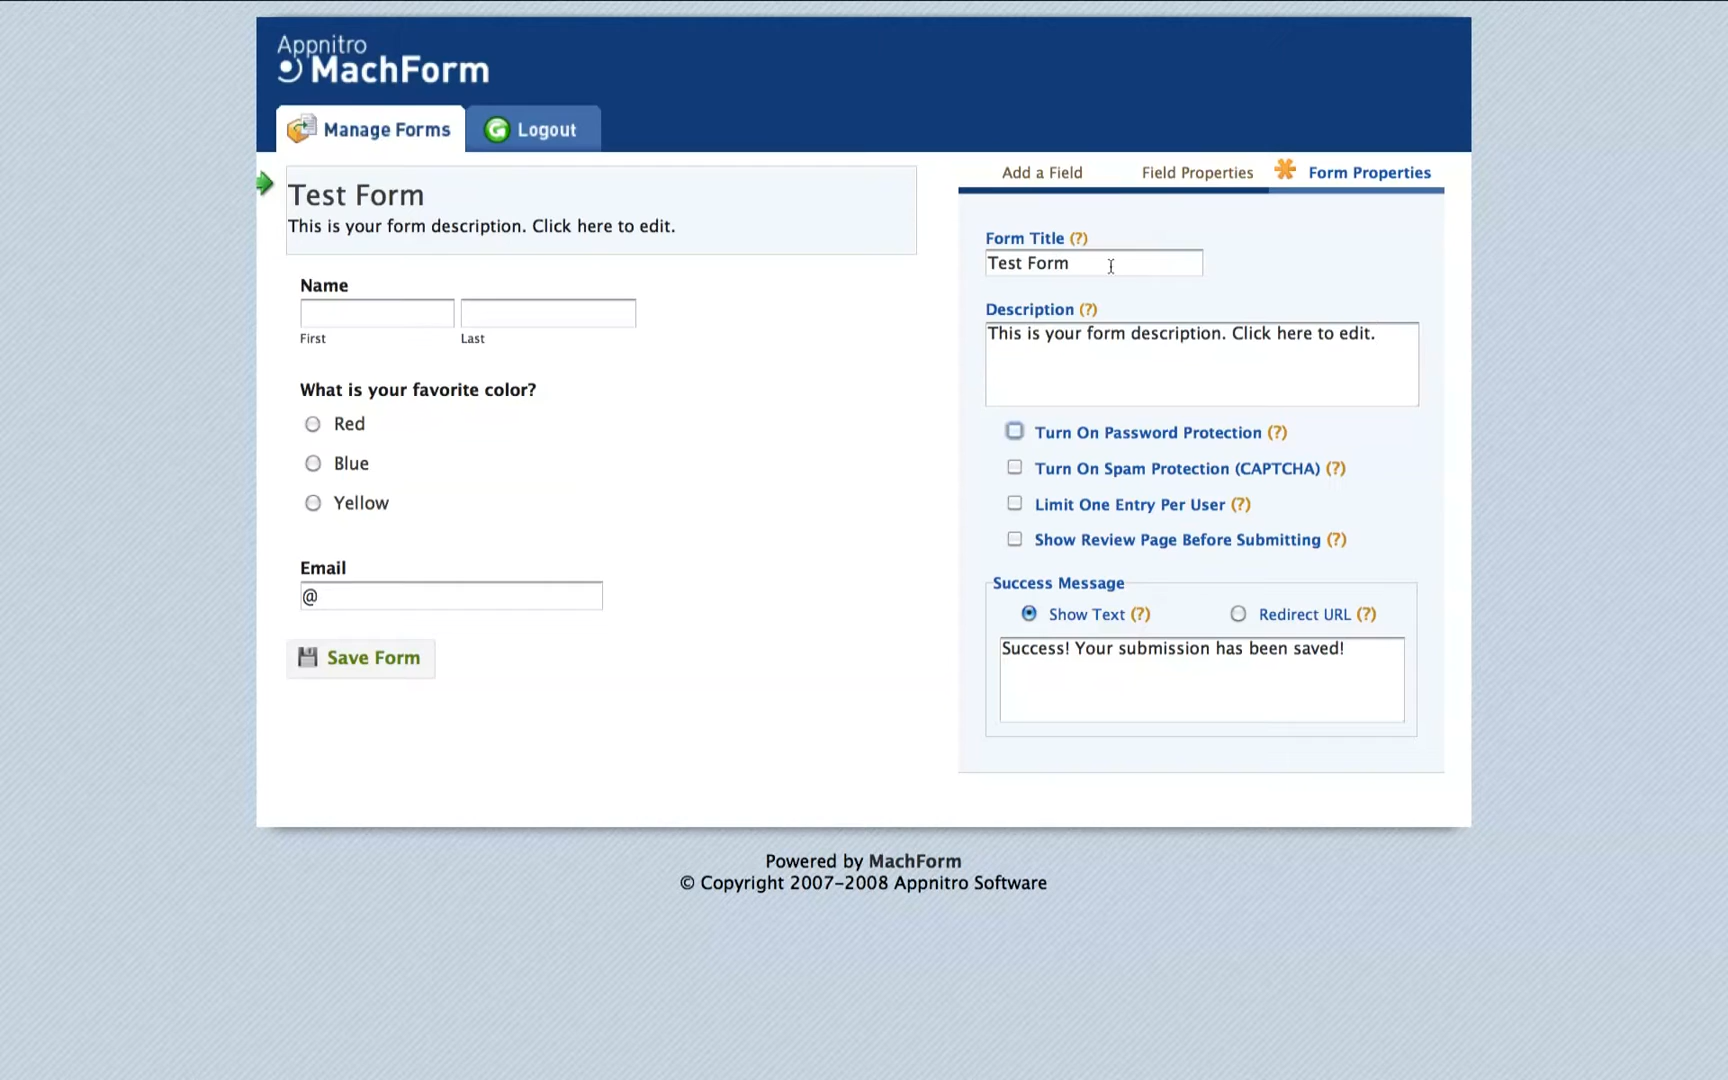 Appnitro
MachForm
Manage Forms
Logout
Test Form
This is your form description. Click here to edit.
Name
First
Last
What is your favorite color?
Red
Blue
Yellow
Email
@
Save Form
Add a Field
Field Properties
Form Properties
Form Title (?)
Test Form
Description (?)
This is your form description. Click here to edit.
Turn On Password Protection (?)
Turn On Spam Protection (CAPTCHA) (?)
Limit One Entry Per User (?)
Show Review Page Before Submitting (?)
Success Message
Show Text (?)
Redirect URL (?)
Success! Your submission has been saved!
Powered by MachForm
© Copyright 2007-2008 Appnitro Software